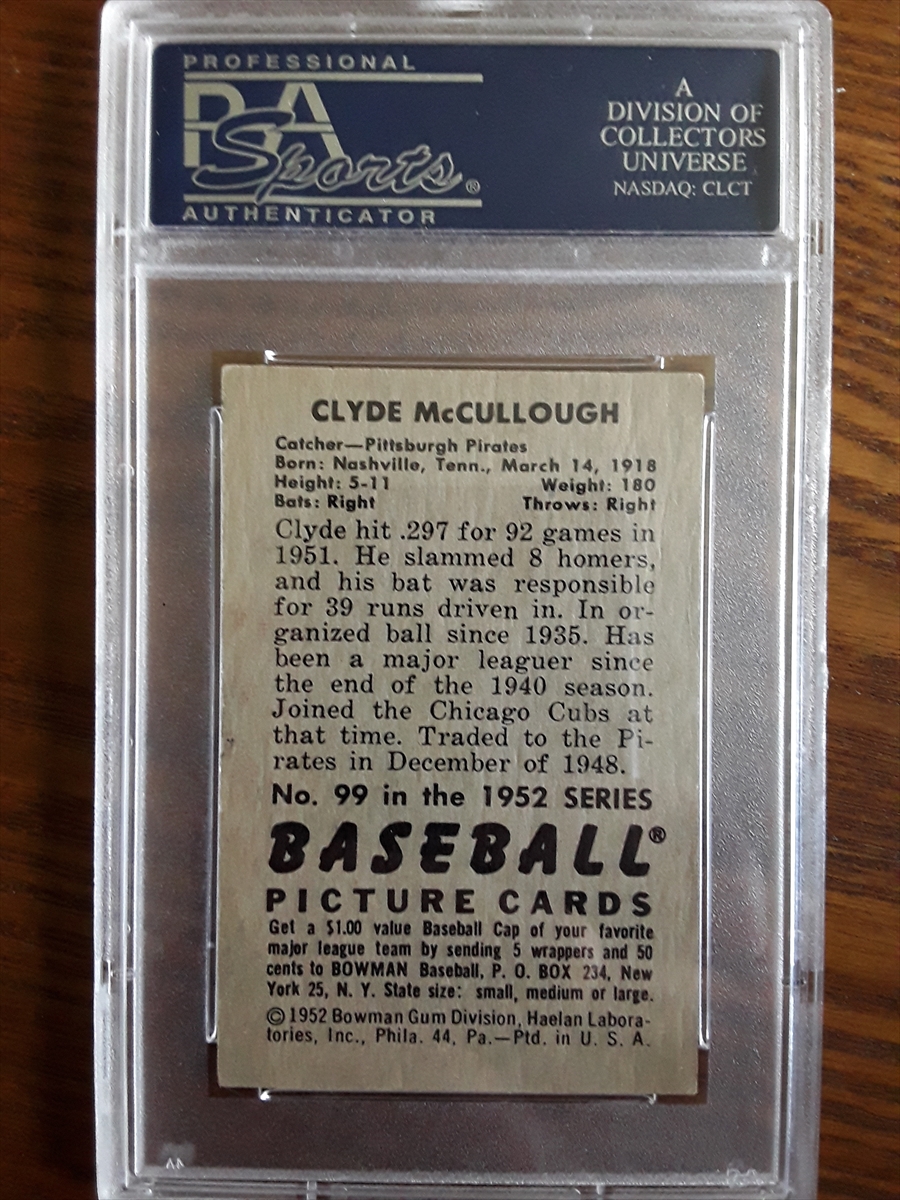 PROFESSIONAL
PSA
Sports®
AUTHENTICATOR
A
DIVISION OF
COLLECTORS
UNIVERSE
NASDAQ: CLCT
CLYDE McCULLOUGH
Catcher—Pittsburgh Pirates
Born: Nashville, Tenn., March 14, 1918
Height: 5-11 Weight: 180
Bats: Right Throws: Right
Clyde hit .297 for 92 games in
1951. He slammed 8 homers,
and his bat was responsible
for 39 runs driven in. In or-
ganized ball since 1935. Has
been a major leaguer since
the end of the 1940 season.
Joined the Chicago Cubs at
that time. Traded to the Pi-
rates in December of 1948.
No. 99 in the 1952 SERIES
BASEBALL®
PICTURE CARDS
Get a $1.00 value Baseball Cap of your favorite
major league team by sending 5 wrappers and 50
cents to BOWMAN Baseball, P. O. BOX 234, New
York 25, N. Y. State size: small, medium or large.
© 1952 Bowman Gum Division, Haelan Labora-
tories, Inc., Phila. 44, Pa.—Ptd. in U. S. A.